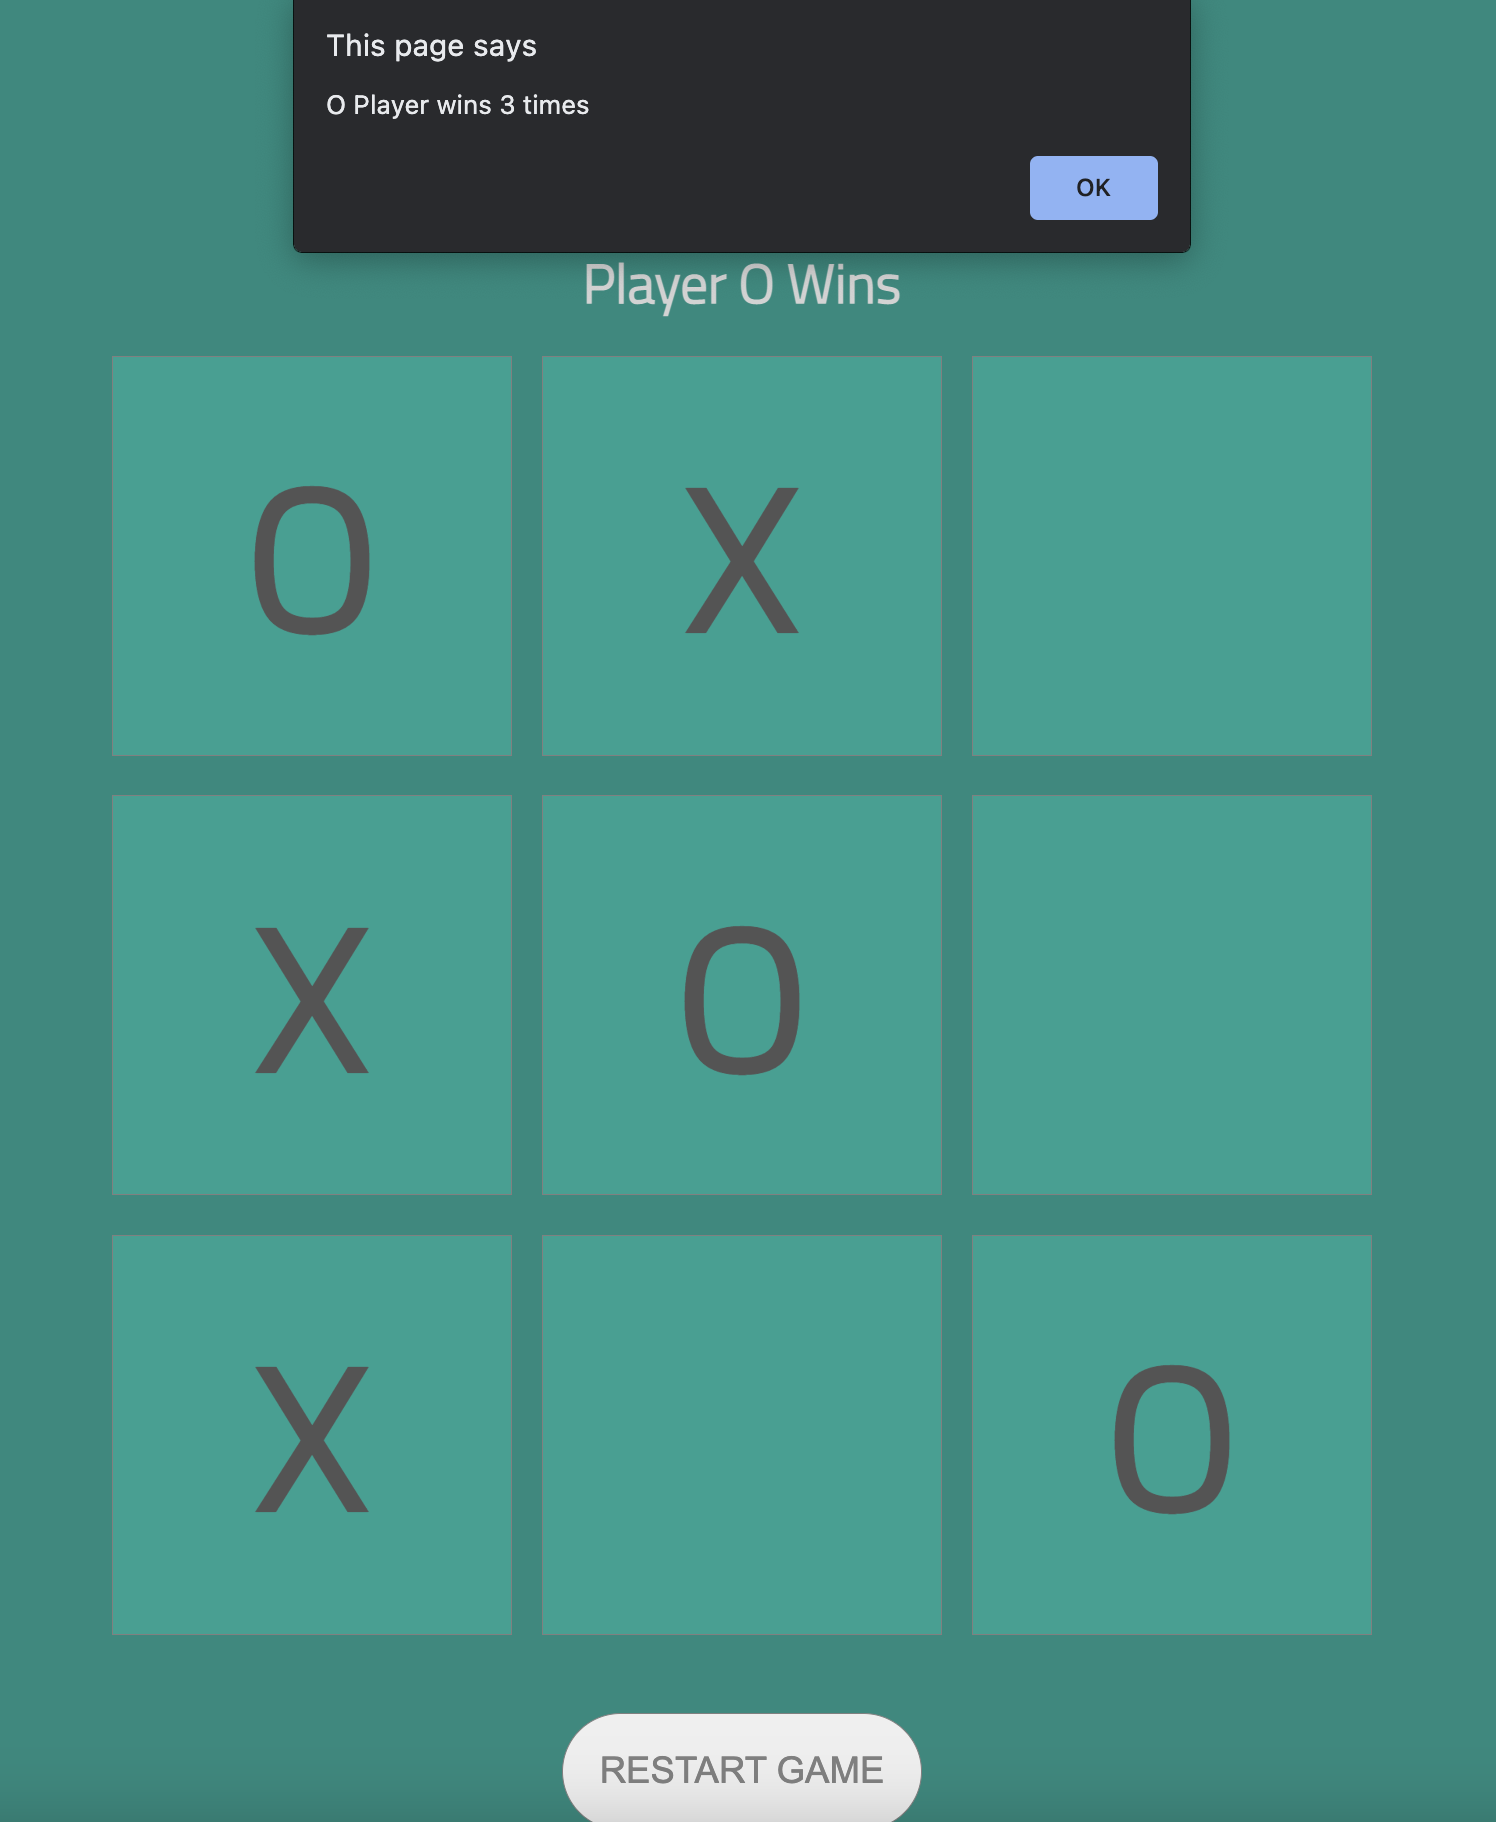 This page says
O Player wins 3 times
OK
Player O Wins
O X
X O
X O
RESTART GAME